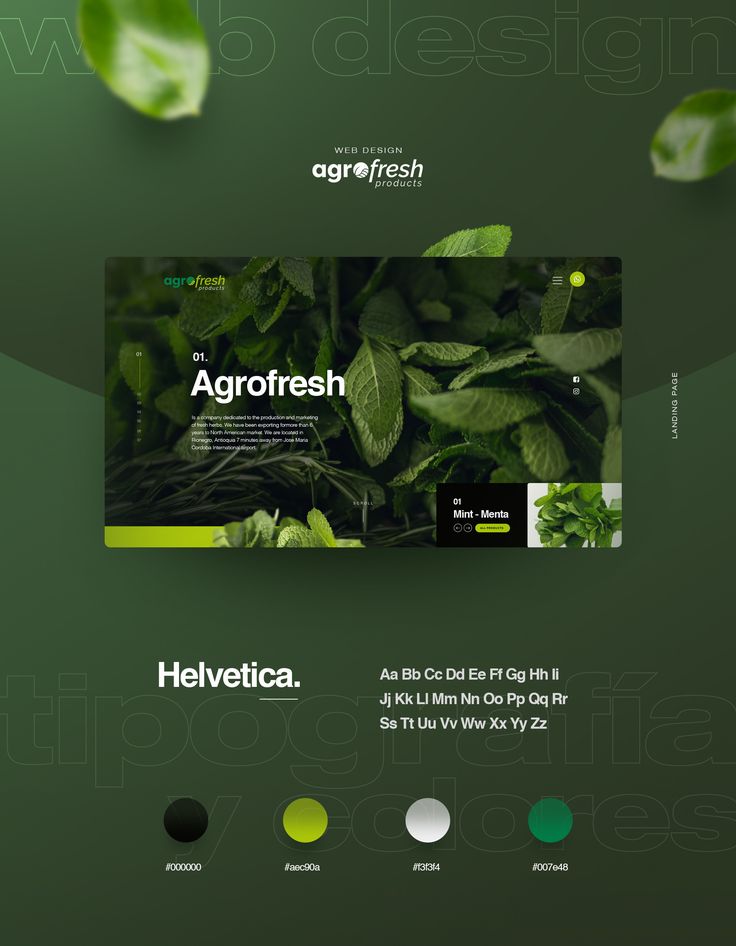 web design
WEB DESIGN
agrofresh
products
agrofresh
products
01
01.
Agrofresh
Is a company dedicated to the production and marketing
of fresh herbs. We have been exporting formore than 6
years to North American market. We are located in
Rionegro, Antioquia 7 minutes away from Jose Maria
Cordoba International airport.
LANDING PAGE
SCROLL
01
Mint - Menta
ALL PRODUCTS
Helvetica.
Aa Bb Cc Dd Ee Ff Gg Hh Ii
Jj Kk Ll Mm Nn Oo Pp Qq Rr
Ss Tt Uu Vv Ww Xx Yy Zz
tipografía
y colores
#000000
#aec90a
#f3f3f4
#007e48